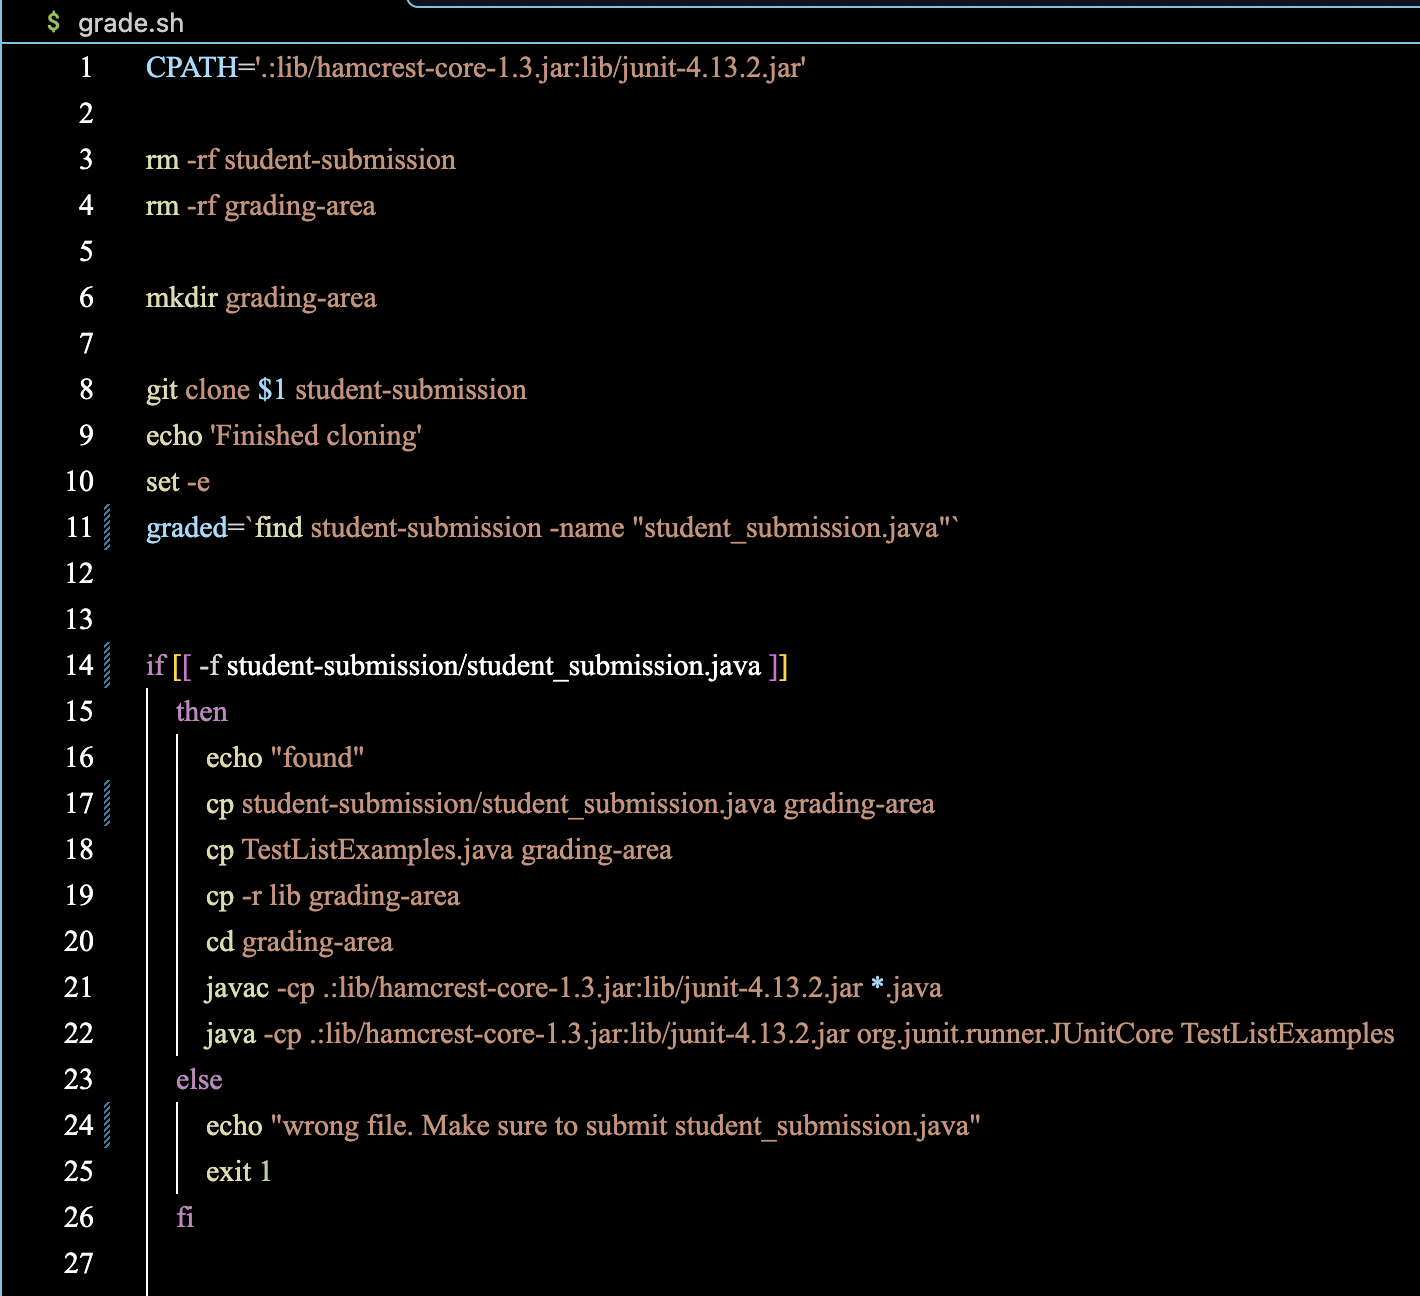 $ grade.sh
1 CPATH='.:lib/hamcrest-core-1.3.jar:lib/junit-4.13.2.jar'
2
3 rm -rf student-submission
4 rm -rf grading-area
5
6 mkdir grading-area
7
8 git clone $1 student-submission
9 echo 'Finished cloning'
10 set -e
11 graded=`find student-submission -name "student_submission.java"`
12
13
14 if [[ -f student-submission/student_submission.java ]]
15 then
16 echo "found"
17 cp student-submission/student_submission.java grading-area
18 cp TestListExamples.java grading-area
19 cp -r lib grading-area
20 cd grading-area
21 javac -cp .:lib/hamcrest-core-1.3.jar:lib/junit-4.13.2.jar *.java
22 java -cp .:lib/hamcrest-core-1.3.jar:lib/junit-4.13.2.jar org.junit.runner.JUnitCore TestListExamples
23 else
24 echo "wrong file. Make sure to submit student_submission.java"
25 exit 1
26 fi
27